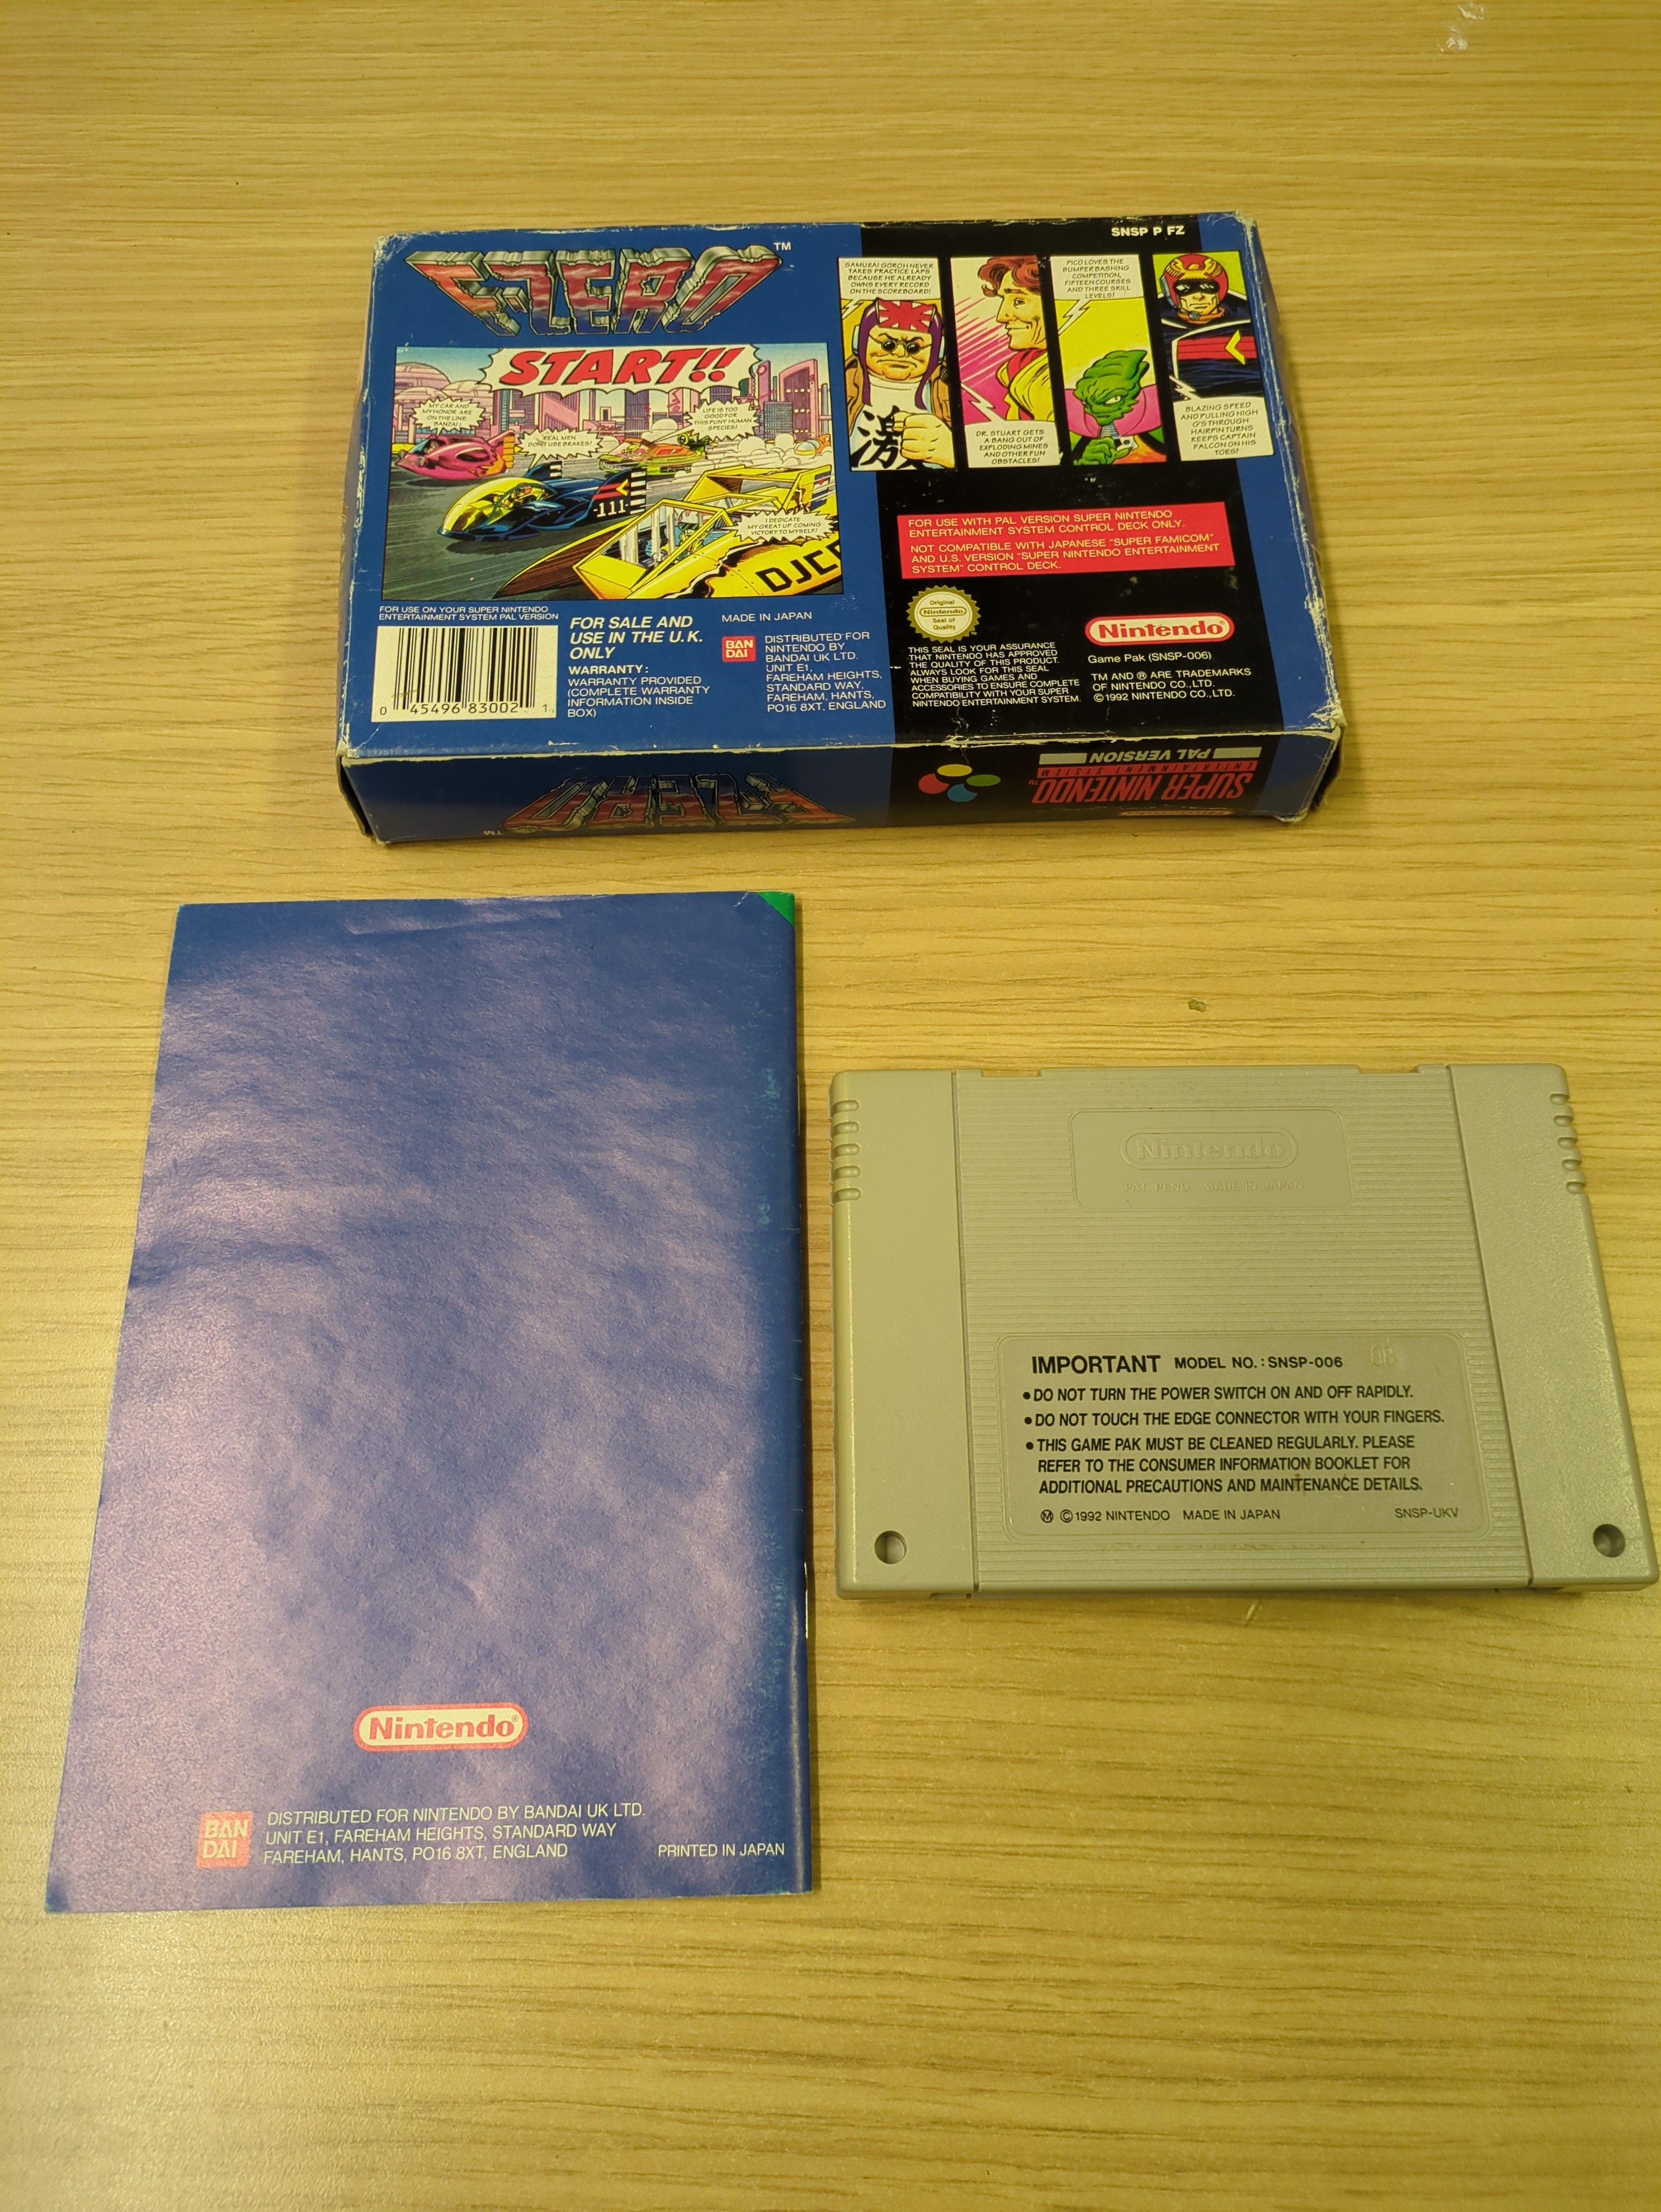 F-ZERO™
START!!
MY CAR AND
MY HONOR ARE
ON THE LINE.
BANZAI.
REAL MEN
DON'T USE BRAKES!
LIFE IS TOO
GOOD FOR
THIS PUNY HUMAN
SPECIES!
I DEDICATE
MY GREAT UP COMING
VICTORY TO MYSELF!
DJCP
SNSP P FZ
SAMURAI GOROH NEVER
TAKES PRACTICE LAPS
BECAUSE HE ALREADY
OWNS EVERY RECORD
ON THE SCOREBOARD!
激
DR. STUART GETS
A BANG OUT OF
EXPLODING MINES
AND OTHER FUN
OBSTACLES!
PICO LOVES THE
BUMPER BASHING
COMPETITION,
FIFTEEN COURSES
AND THREE SKILL
LEVELS!
BLAZING SPEED
AND PULLING HIGH
G'S THROUGH
HAIRPIN TURNS
KEEPS CAPTAIN
FALCON ON HIS
TOES!
FOR USE WITH PAL VERSION SUPER NINTENDO
ENTERTAINMENT SYSTEM CONTROL DECK ONLY.
NOT COMPATIBLE WITH JAPANESE "SUPER FAMICOM"
AND U.S. VERSION "SUPER NINTENDO ENTERTAINMENT
SYSTEM" CONTROL DECK.
FOR USE ON YOUR SUPER NINTENDO
ENTERTAINMENT SYSTEM PAL VERSION
0 45496 83002 1
FOR SALE AND
USE IN THE U.K.
ONLY
WARRANTY:
WARRANTY PROVIDED
(COMPLETE WARRANTY
INFORMATION INSIDE
BOX)
MADE IN JAPAN
BAN
DAI
DISTRIBUTED FOR
NINTENDO BY
BANDAI UK LTD.
UNIT E1,
FAREHAM HEIGHTS,
STANDARD WAY,
FAREHAM, HANTS,
PO16 8XT. ENGLAND
Original
Nintendo
Seal of
Quality
THIS SEAL IS YOUR ASSURANCE
THAT NINTENDO HAS APPROVED
THE QUALITY OF THIS PRODUCT.
ALWAYS LOOK FOR THIS SEAL
WHEN BUYING GAMES AND
ACCESSORIES TO ENSURE COMPLETE
COMPATIBILITY WITH YOUR SUPER
NINTENDO ENTERTAINMENT SYSTEM.
Nintendo®
Game Pak (SNSP-006)
TM AND ® ARE TRADEMARKS
OF NINTENDO CO., LTD.
©1992 NINTENDO CO., LTD.
F-ZERO™
SUPER NINTENDO™
ENTERTAINMENT SYSTEM
PAL VERSION
Nintendo®
BAN
DAI
DISTRIBUTED FOR NINTENDO BY BANDAI UK LTD.
UNIT E1, FAREHAM HEIGHTS, STANDARD WAY
FAREHAM, HANTS, PO16 8XT, ENGLAND
PRINTED IN JAPAN
Nintendo
PAT. PEND. MADE IN JAPAN
IMPORTANT MODEL NO.: SNSP-006
• DO NOT TURN THE POWER SWITCH ON AND OFF RAPIDLY.
• DO NOT TOUCH THE EDGE CONNECTOR WITH YOUR FINGERS.
• THIS GAME PAK MUST BE CLEANED REGULARLY. PLEASE
REFER TO THE CONSUMER INFORMATION BOOKLET FOR
ADDITIONAL PRECAUTIONS AND MAINTENANCE DETAILS.
Ⓜ ©1992 NINTENDO MADE IN JAPAN SNSP-UKV